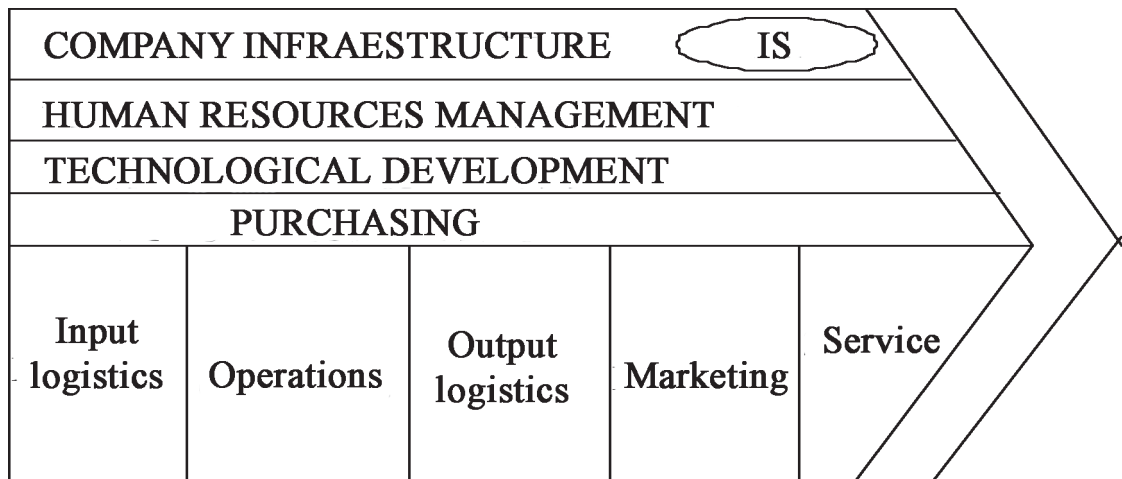 COMPANY INFRAESTRUCTURE IS
HUMAN RESOURCES MANAGEMENT
TECHNOLOGICAL DEVELOPMENT
PURCHASING
Input
logistics
Operations
Output
logistics
Marketing
Service